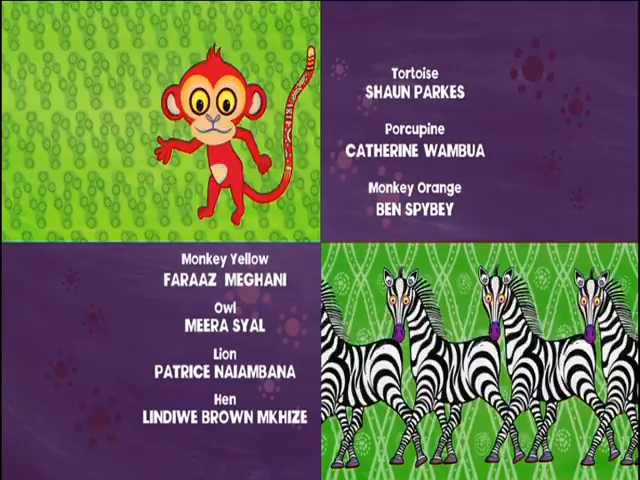 Tortoise
SHAUN PARKES
Porcupine
CATHERINE WAMBUA
Monkey Orange
BEN SPYBEY
Monkey Yellow
FARAAZ MEGHANI
Owl
MEERA SYAL
Lion
PATRICE NAIAMBANA
Hen
LINDIWE BROWN MKHIZE